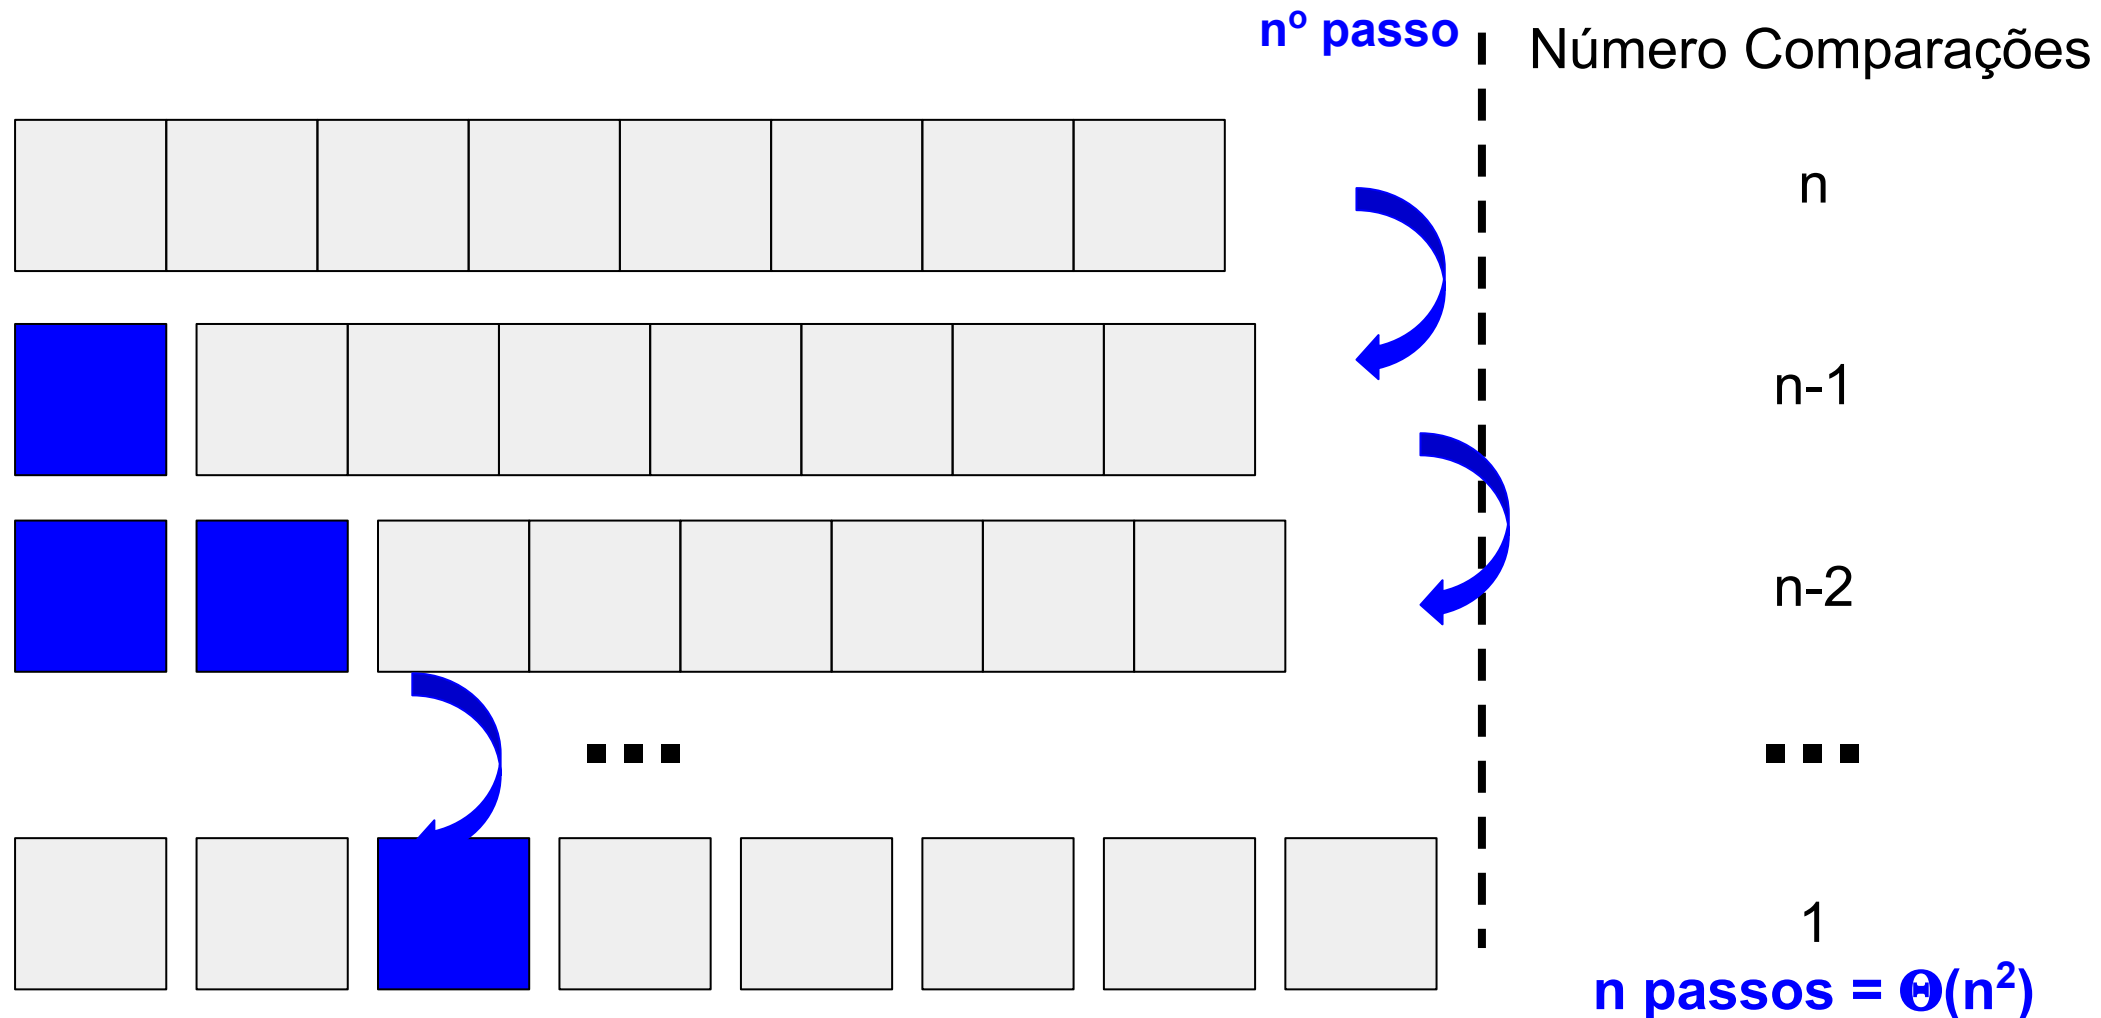 nº passo
Número Comparações
n
n-1
n-2
...
...
1
n passos = Θ(n²)